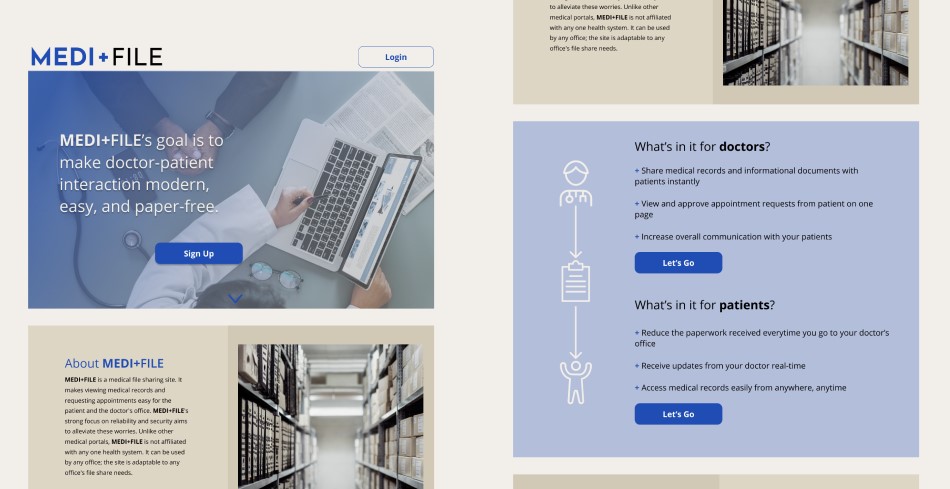 MEDI+FILE
Login
MEDI+FILE's goal is to
make doctor-patient
interaction modern,
easy, and paper-free.
Sign Up
About MEDI+FILE
MEDI+FILE is a medical file sharing site. It
makes viewing medical records and
requesting appointments easy for the
patient and the doctor's office. MEDI+FILE's
strong focus on reliability and security aims
to alleviate these worries. Unlike other
medical portals, MEDI+FILE is not affiliated
with any one health system. It can be used
by any office; the site is adaptable to any
office's file share needs.
to alleviate these worries. Unlike other
medical portals, MEDI+FILE is not affiliated
with any one health system. It can be used
by any office; the site is adaptable to any
office's file share needs.
What's in it for doctors?
+ Share medical records and informational documents with
patients instantly
+ View and approve appointment requests from patient on one
page
+ Increase overall communication with your patients
Let's Go
What's in it for patients?
+ Reduce the paperwork received everytime you go to your doctor's
office
+ Receive updates from your doctor real-time
+ Access medical records easily from anywhere, anytime
Let's Go